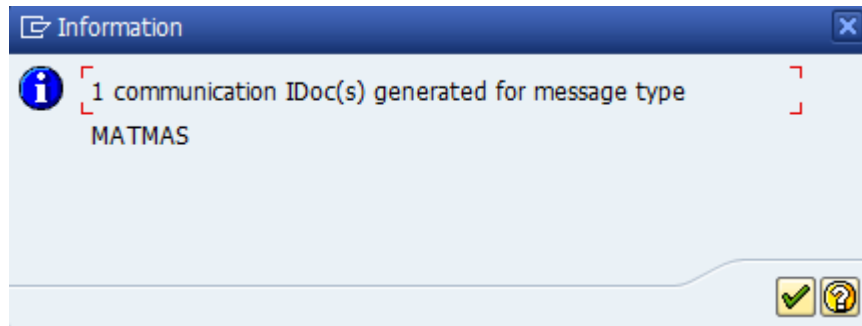 Information
1 communication IDoc(s) generated for message type
MATMAS